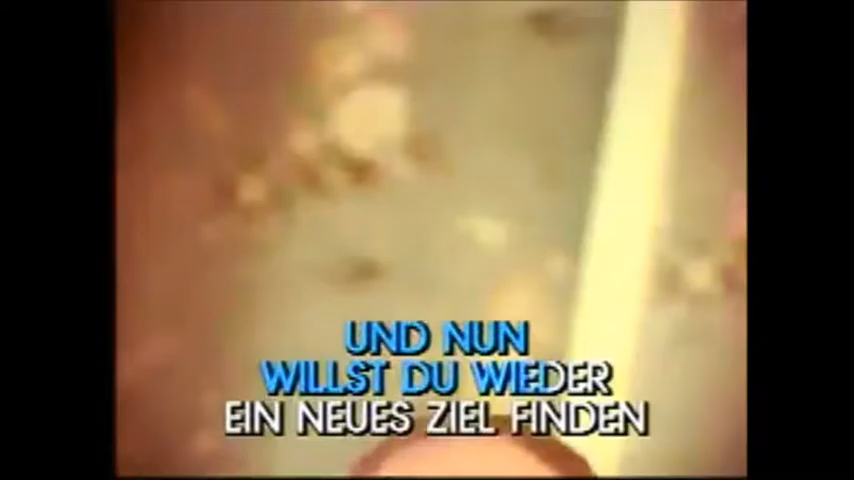 UND NUN
WILLST DU WIEDER
EIN NEUES ZIEL FINDEN